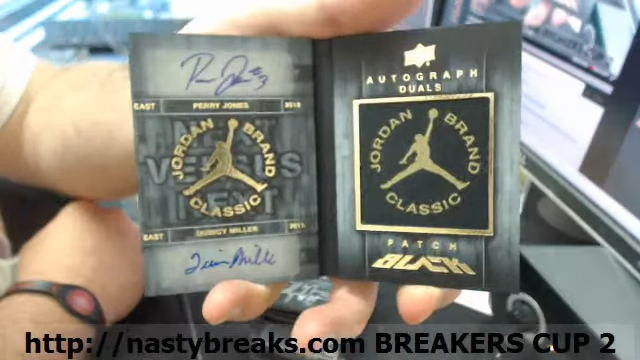 EAST PERRY JONES 2010
JORDAN BRAND
VERSUS
CLASSIC
EAST QUINCY MILLER 2011
AUTOGRAPH
DUALS
JORDAN BRAND
CLASSIC
PATCH
BLACK
http://nastybreaks.com BREAKERS CUP 2